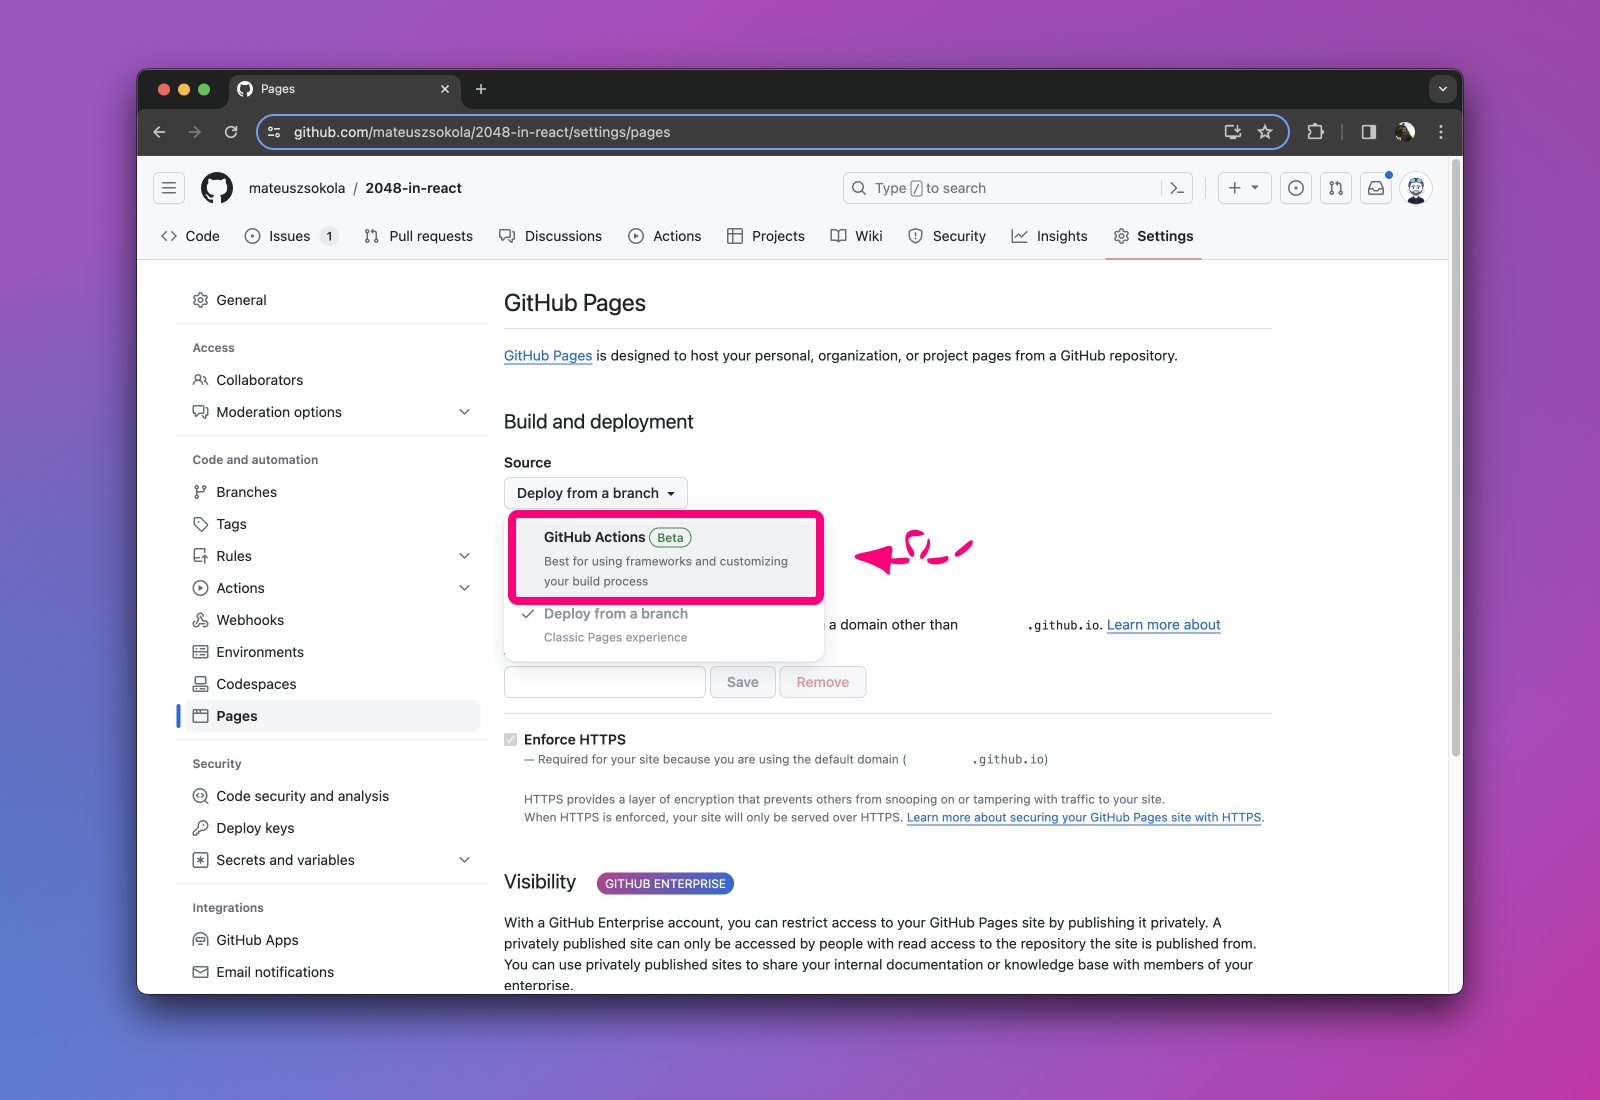 Pages
github.com/mateuszsokola/2048-in-react/settings/pages
mateuszsokola / 2048-in-react
Type / to search
Code
Issues 1
Pull requests
Discussions
Actions
Projects
Wiki
Security
Insights
Settings
General
Access
Collaborators
Moderation options
Code and automation
Branches
Tags
Rules
Actions
Webhooks
Environments
Codespaces
Pages
Security
Code security and analysis
Deploy keys
Secrets and variables
Integrations
GitHub Apps
Email notifications
GitHub Pages
GitHub Pages is designed to host your personal, organization, or project pages from a GitHub repository.
Build and deployment
Source
Deploy from a branch
GitHub Actions Beta
Best for using frameworks and customizing
your build process
Deploy from a branch
Classic Pages experience
a domain other than .github.io. Learn more about
Save
Remove
Enforce HTTPS
— Required for your site because you are using the default domain ( .github.io)
HTTPS provides a layer of encryption that prevents others from snooping on or tampering with traffic to your site.
When HTTPS is enforced, your site will only be served over HTTPS. Learn more about securing your GitHub Pages site with HTTPS.
Visibility GITHUB ENTERPRISE
With a GitHub Enterprise account, you can restrict access to your GitHub Pages site by publishing it privately. A
privately published site can only be accessed by people with read access to the repository the site is published from.
You can use privately published sites to share your internal documentation or knowledge base with members of your
enterprise.